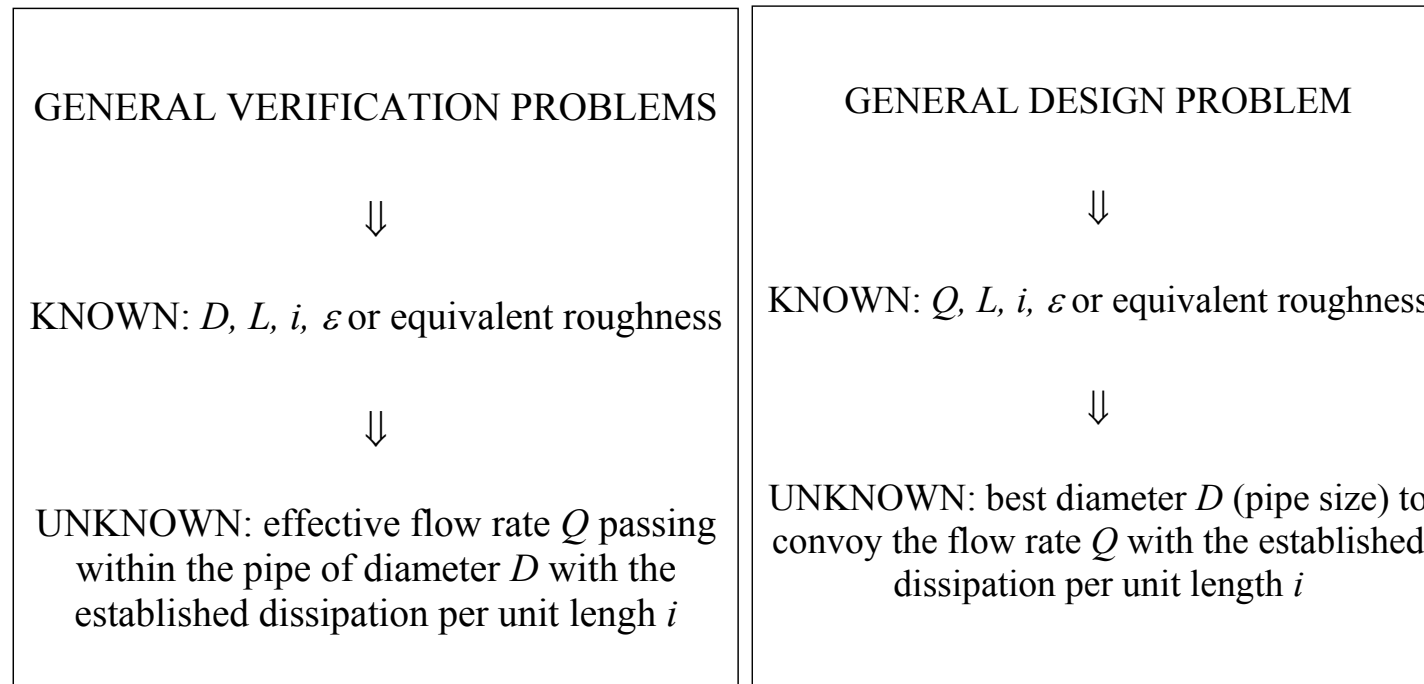 GENERAL VERIFICATION PROBLEMS
⇓
KNOWN: D, L, i, ε or equivalent roughness
⇓
UNKNOWN: effective flow rate Q passing
within the pipe of diameter D with the
established dissipation per unit lengh i
GENERAL DESIGN PROBLEM
⇓
KNOWN: Q, L, i, ε or equivalent roughness
⇓
UNKNOWN: best diameter D (pipe size) to
convoy the flow rate Q with the established
dissipation per unit length i